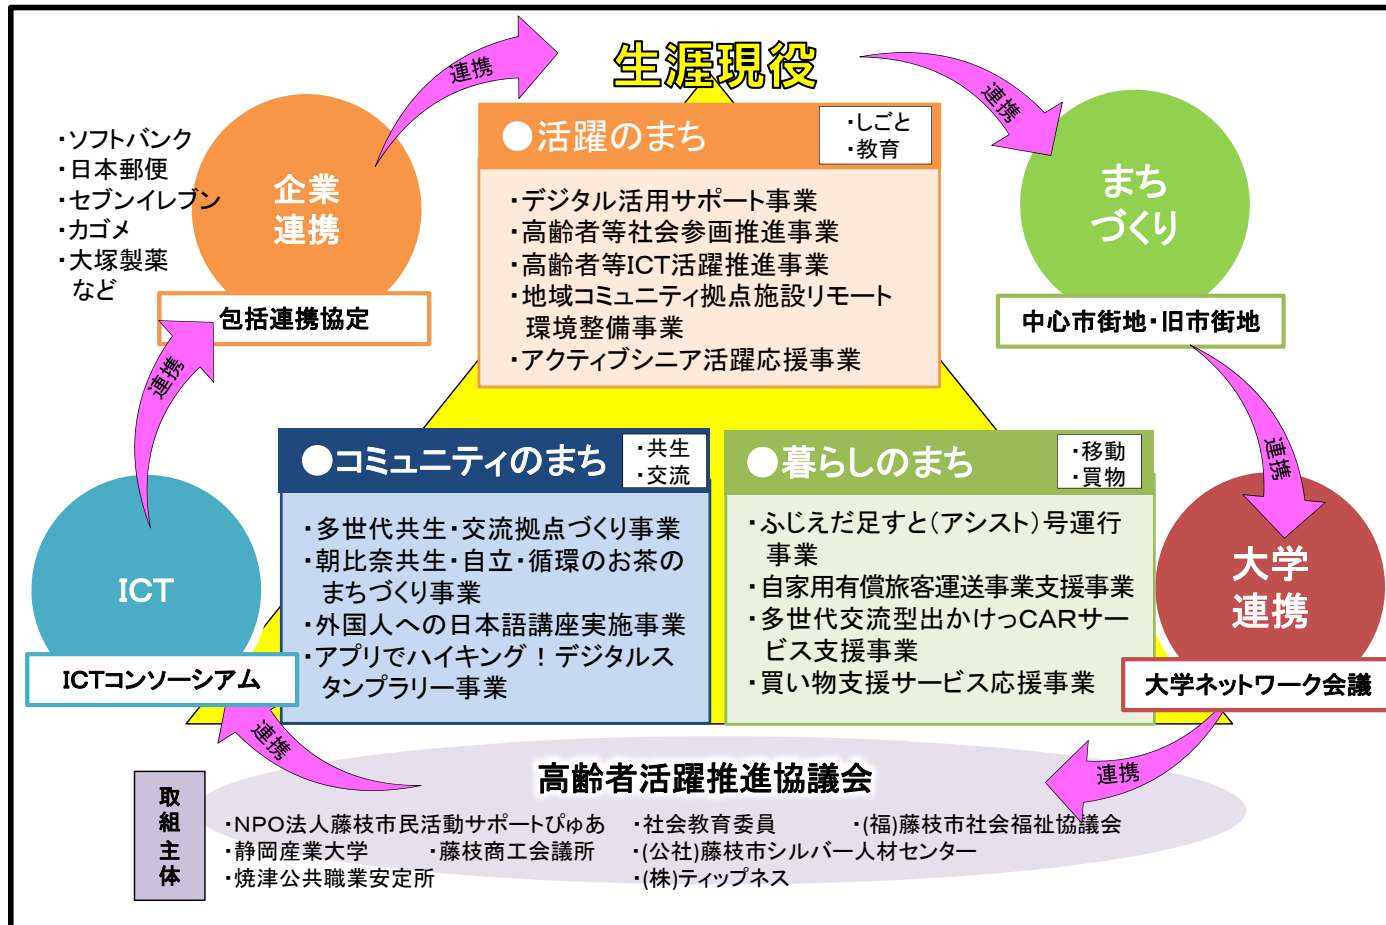 生涯現役
連携
連携
・ソフトバンク
・日本郵便
・セブンイレブン
・カゴメ
・大塚製薬
など
企業
連携
包括連携協定
●活躍のまち
・しごと
・教育
・デジタル活用サポート事業
・高齢者等社会参画推進事業
・高齢者等ICT活躍推進事業
・地域コミュニティ拠点施設リモート
環境整備事業
・アクティブシニア活躍応援事業
まち
づくり
中心市街地・旧市街地
連携
連携
●コミュニティのまち
・共生
・交流
・多世代共生・交流拠点づくり事業
・朝比奈共生・自立・循環のお茶の
まちづくり事業
・外国人への日本語講座実施事業
・アプリでハイキング！デジタルス
タンプラリー事業
●暮らしのまち
・移動
・買物
・ふじえだ足すと(アシスト)号運行
事業
・自家用有償旅客運送事業支援事業
・多世代交流型出かけっCARサー
ビス支援事業
・買い物支援サービス応援事業
ICT
ICTコンソーシアム
大学
連携
大学ネットワーク会議
連携
連携
高齢者活躍推進協議会
取組主体
・NPO法人藤枝市民活動サポートぴゅあ ・社会教育委員 ・(福)藤枝市社会福祉協議会
・静岡産業大学 ・藤枝商工会議所 ・(公社)藤枝市シルバー人材センター
・焼津公共職業安定所 ・(株)ティップネス